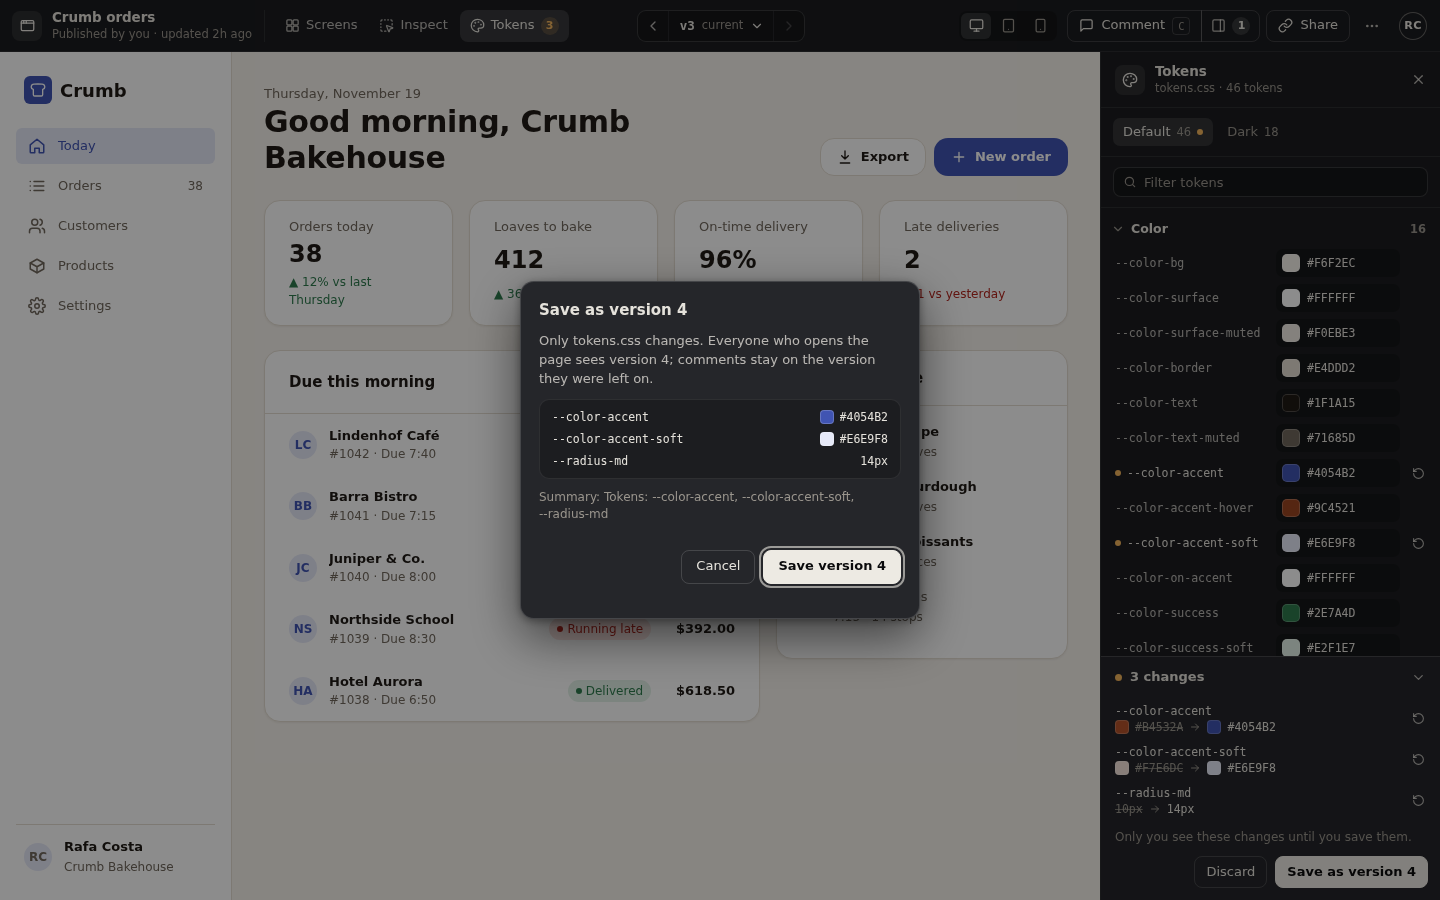 Crumb orders
Published by you · updated 2h ago
Screens
Inspect
Tokens 3
v3 current
Comment C
1
Share
RC
Crumb
Today
Orders 38
Customers
Products
Settings
Rafa Costa
RC
Crumb Bakehouse
Thursday, November 19
Good morning, Crumb
Bakehouse
Export
New order
Orders today
38
▲ 12% vs last
Thursday
Loaves to bake
412
▲ 36
On-time delivery
96%
Late deliveries
2
1 vs yesterday
Due this morning
LC
Lindenhof Café
#1042 · Due 7:40
BB
Barra Bistro
#1041 · Due 7:15
JC
Juniper & Co.
#1040 · Due 8:00
NS
Northside School
#1039 · Due 8:30
Running late
$392.00
HA
Hotel Aurora
#1038 · Due 6:50
Delivered
$618.50
Save as version 4
Only tokens.css changes. Everyone who opens the
page sees version 4; comments stay on the version
they were left on.
--color-accent #4054B2
--color-accent-soft #E6E9F8
--radius-md 14px
Summary: Tokens: --color-accent, --color-accent-soft,
--radius-md
Cancel
Save version 4
Tokens
tokens.css · 46 tokens
Default 46
Dark 18
Filter tokens
Color 16
--color-bg #F6F2EC
--color-surface #FFFFFF
--color-surface-muted #F0EBE3
--color-border #E4DDD2
--color-text #1F1A15
--color-text-muted #71685D
--color-accent #4054B2
--color-accent-hover #9C4521
--color-accent-soft #E6E9F8
--color-on-accent #FFFFFF
--color-success #2E7A4D
--color-success-soft #E2F1E7
3 changes
--color-accent
#B4532A → #4054B2
--color-accent-soft
#F7E6DC → #E6E9F8
--radius-md
10px → 14px
Only you see these changes until you save them.
Discard
Save as version 4